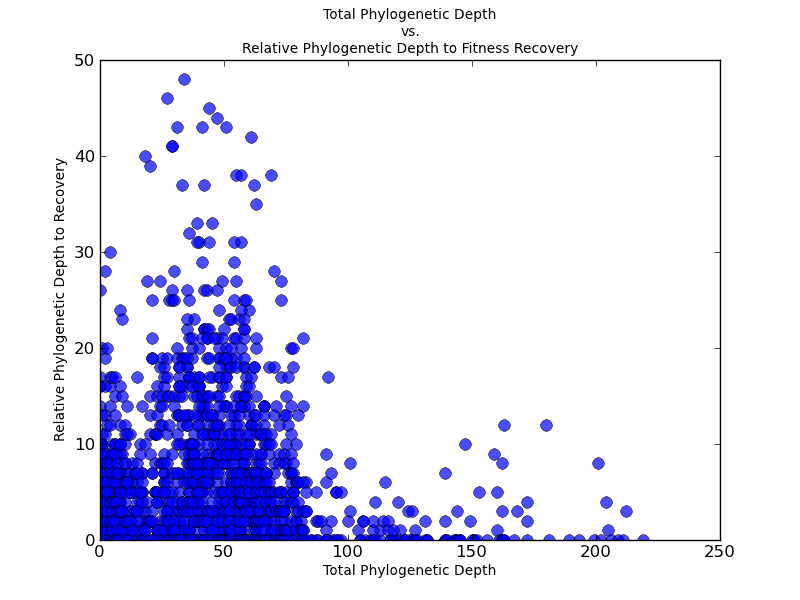 Total Phylogenetic Depth
vs.
Relative Phylogenetic Depth to Fitness Recovery
50
40
30
20
10
0
Relative Phylogenetic Depth to Recovery
0 50 100 150 200 250
Total Phylogenetic Depth